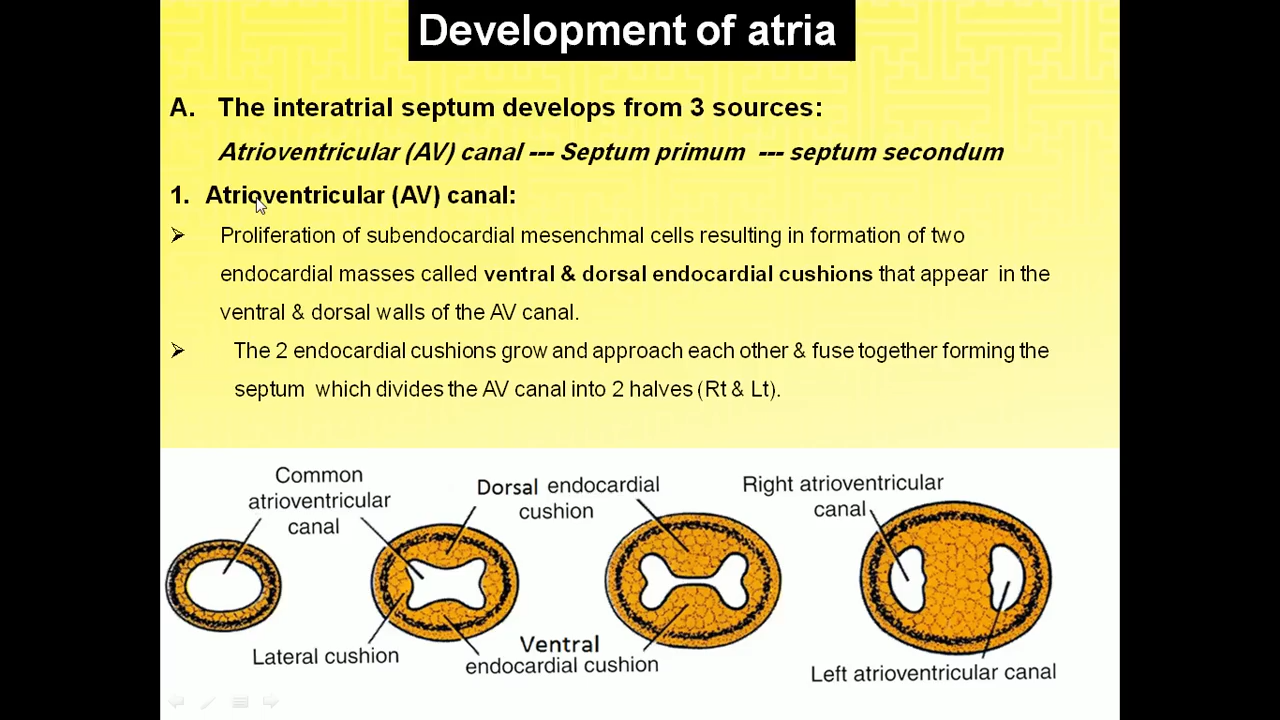 Development of atria
A. The interatrial septum develops from 3 sources:
Atrioventricular (AV) canal --- Septum primum --- septum secondum
1. Atrioventricular (AV) canal:
➢ Proliferation of subendocardial mesenchmal cells resulting in formation of two
endocardial masses called ventral & dorsal endocardial cushions that appear in the
ventral & dorsal walls of the AV canal.
➢ The 2 endocardial cushions grow and approach each other & fuse together forming the
septum which divides the AV canal into 2 halves (Rt & Lt).
Common
atrioventricular
canal
Dorsal endocardial
cushion
Right atrioventricular
canal
Lateral cushion
Ventral
endocardial cushion
Left atrioventricular canal